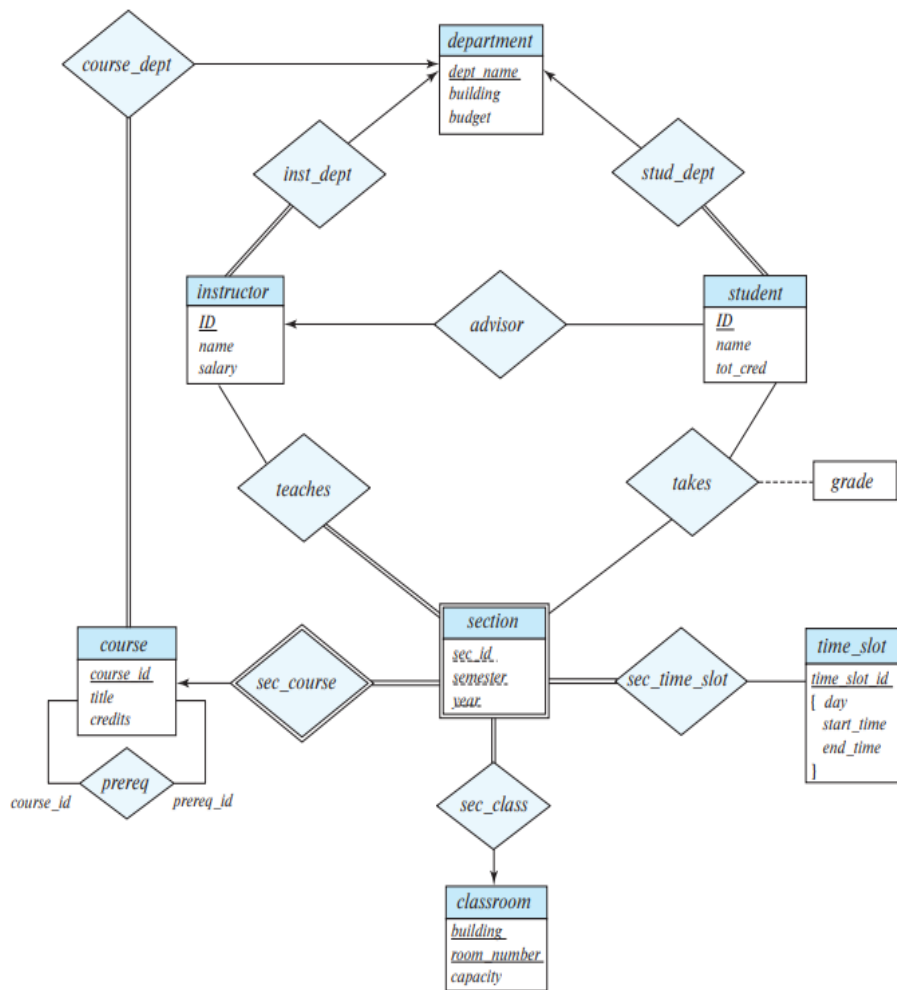 department
dept_name
building
budget
course_dept
inst_dept
stud_dept
instructor
ID
name
salary
advisor
student
ID
name
tot_cred
teaches
takes
grade
course
course_id
title
credits
sec_course
section
sec_id
semester
year
sec_time_slot
time_slot
time_slot_id
[ day
start_time
end_time
]
prereq
course_id
prereq_id
sec_class
classroom
building
room_number
capacity